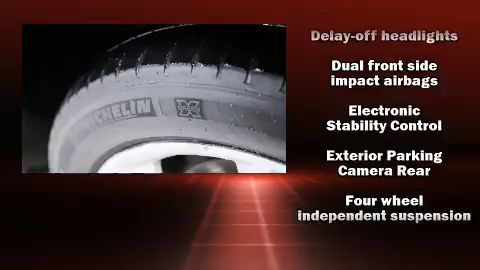 Delay-off headlights
Dual front side
impact airbags
Electronic
Stability Control
Exterior Parking
Camera Rear
Four wheel
independent suspension
CHELIN